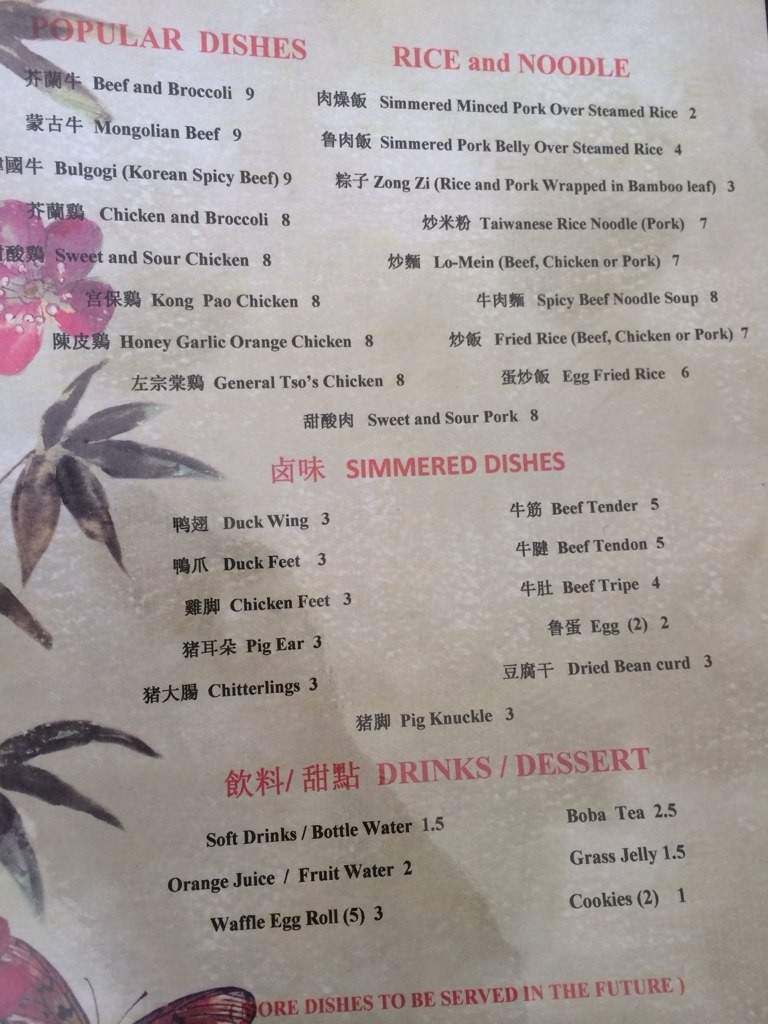 POPULAR DISHES
芥蘭牛 Beef and Broccoli 9
蒙古牛 Mongolian Beef 9
國牛 Bulgogi (Korean Spicy Beef) 9
芥蘭鷄 Chicken and Broccoli 8
酸鷄 Sweet and Sour Chicken 8
宮保鷄 Kong Pao Chicken 8
陳皮鷄 Honey Garlic Orange Chicken 8
左宗棠鷄 General Tso's Chicken 8
甜酸肉 Sweet and Sour Pork 8
RICE and NOODLE
肉燥飯 Simmered Minced Pork Over Steamed Rice 2
魯肉飯 Simmered Pork Belly Over Steamed Rice 4
粽子 Zong Zi (Rice and Pork Wrapped in Bamboo leaf) 3
炒米粉 Taiwanese Rice Noodle (Pork) 7
炒麵 Lo-Mein (Beef, Chicken or Pork) 7
牛肉麵 Spicy Beef Noodle Soup 8
炒飯 Fried Rice (Beef, Chicken or Pork) 7
蛋炒飯 Egg Fried Rice 6
卤味 SIMMERED DISHES
鸭翅 Duck Wing 3
鴨爪 Duck Feet 3
雞脚 Chicken Feet 3
猪耳朵 Pig Ear 3
猪大腸 Chitterlings 3
牛筋 Beef Tender 5
牛腱 Beef Tendon 5
牛肚 Beef Tripe 4
魯蛋 Egg (2) 2
豆腐干 Dried Bean curd 3
猪脚 Pig Knuckle 3
飲料/ 甜點 DRINKS / DESSERT
Soft Drinks / Bottle Water 1.5
Orange Juice / Fruit Water 2
Waffle Egg Roll (5) 3
Boba Tea 2.5
Grass Jelly 1.5
Cookies (2) 1
DISHES TO BE SERVED IN THE FUTURE )